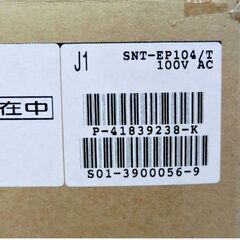 J1
SNT-EP104/T
100V AC
在中
P-41839238-K
S01-3900056-9